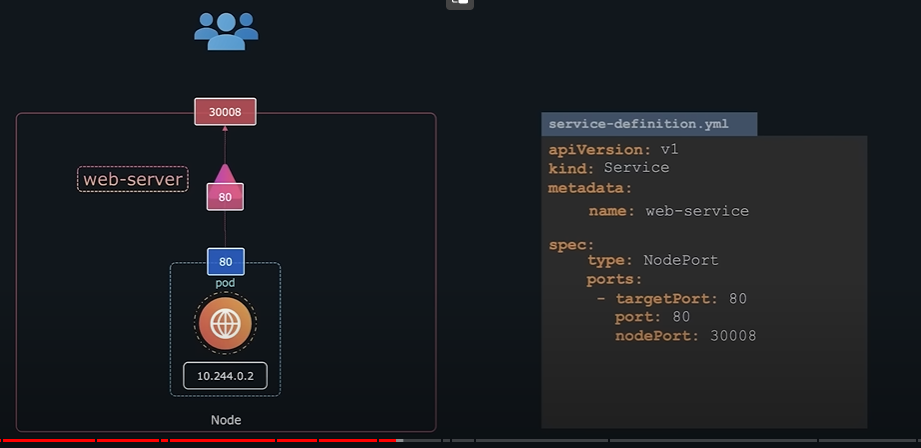 30008
web-server
80
80
pod
10.244.0.2
Node
service-definition.yml
apiVersion: v1
kind: Service
metadata:
name: web-service
spec:
type: NodePort
ports:
- targetPort: 80
port: 80
nodePort: 30008